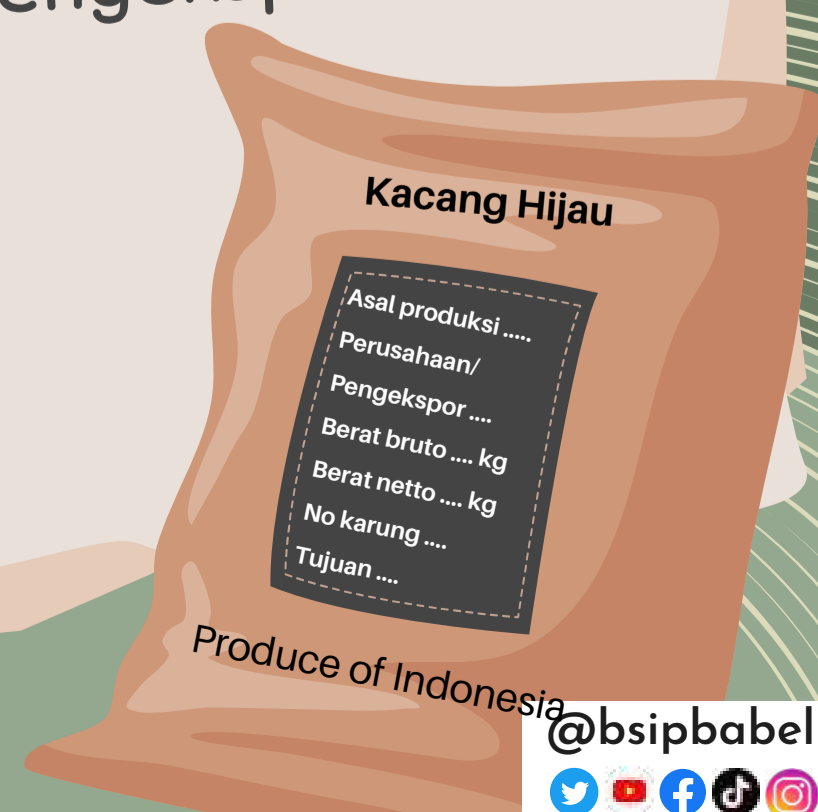 Kacang Hijau
Asal produksi .....
Perusahaan/
Pengekspor ....
Berat bruto .... kg
Berat netto .... kg
No karung ....
Tujuan ....
Produce of Indonesia
@bsipbabel